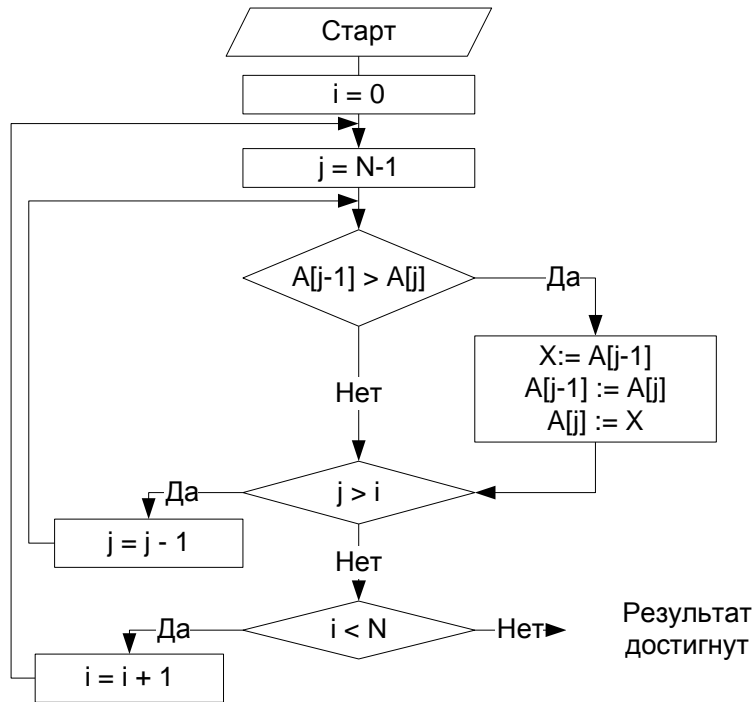 Старт
i = 0
j = N-1
A[j-1] > A[j]
Да
X:= A[j-1]
A[j-1] := A[j]
A[j] := X
Нет
j > i
Да
j = j - 1
Нет
i < N
Да
Нет
Результат
достигнут
i = i + 1